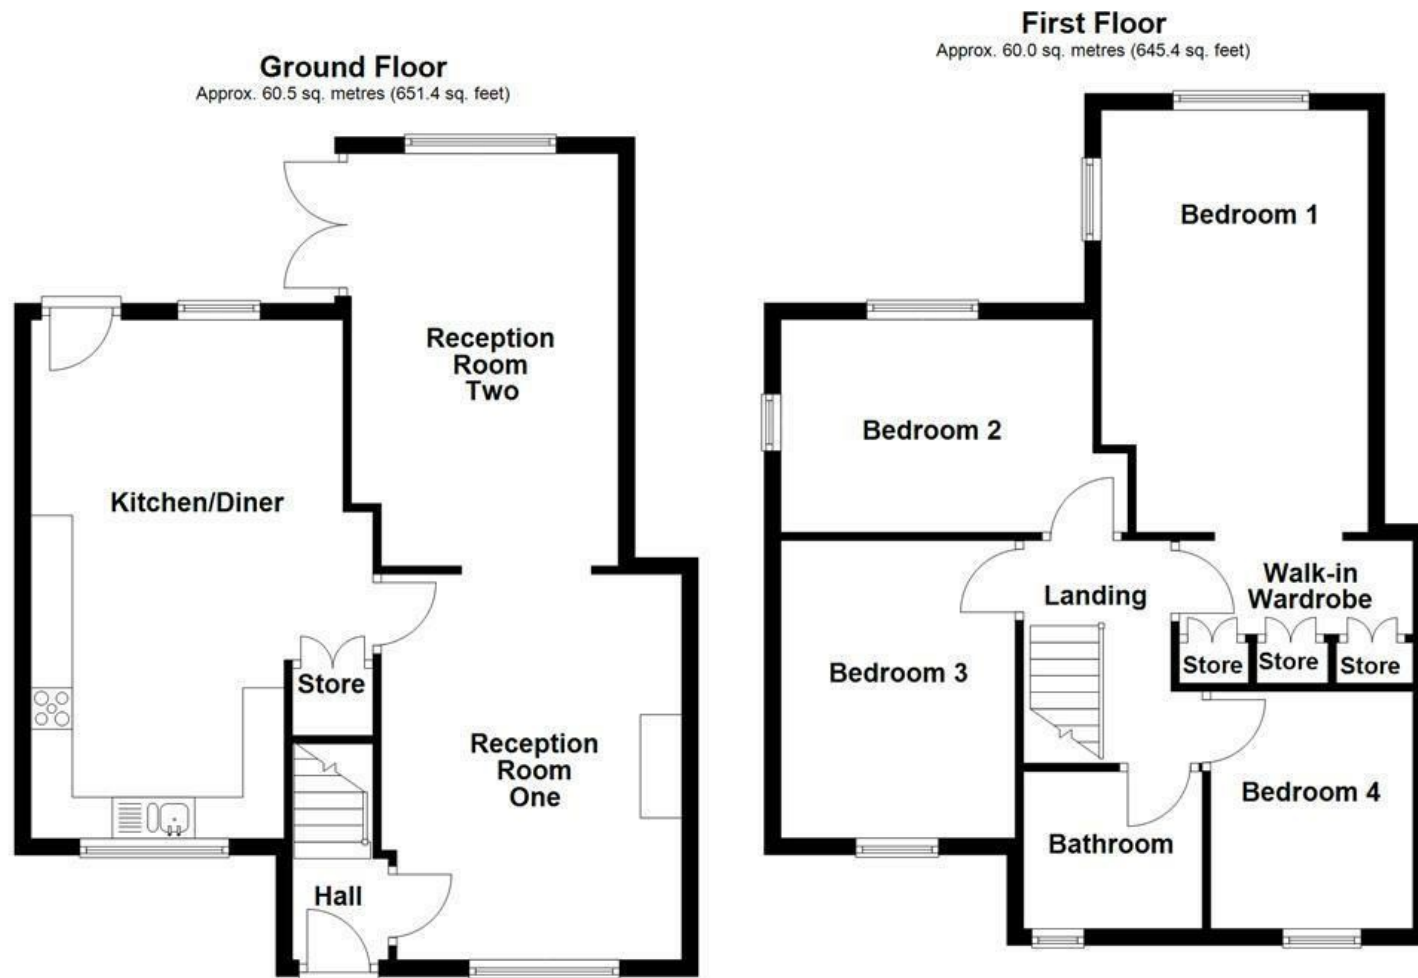 Ground Floor
Approx. 60.5 sq. metres (651.4 sq. feet)
Reception
Room
Two
Kitchen/Diner
Store
Reception
Room
One
Hall
First Floor
Approx. 60.0 sq. metres (645.4 sq. feet)
Bedroom 1
Bedroom 2
Landing
Walk-in
Wardrobe
Bedroom 3
Store
Store
Store
Bedroom 4
Bathroom